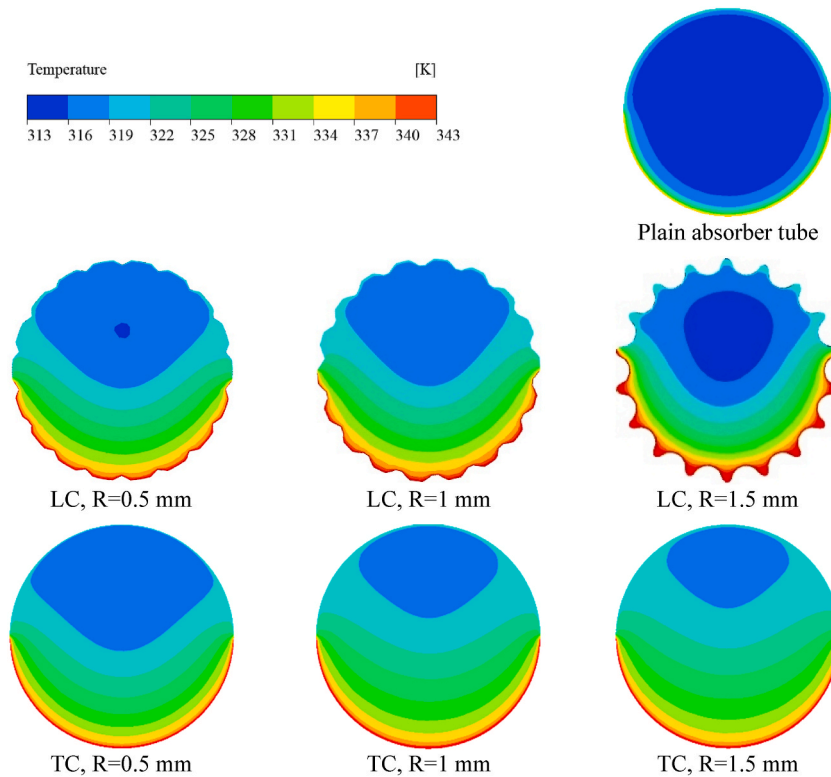 Temperature [K]
313 316 319 322 325 328 331 334 337 340 343
Plain absorber tube
LC, R=0.5 mm LC, R=1 mm LC, R=1.5 mm
TC, R=0.5 mm TC, R=1 mm TC, R=1.5 mm